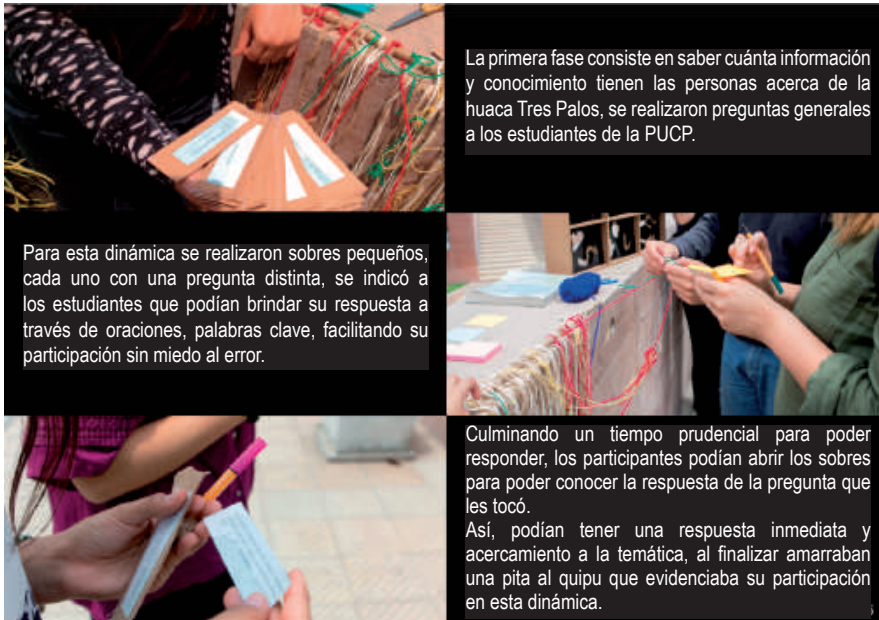 La primera fase consiste en saber cuánta información
y conocimiento tienen las personas acerca de la
huaca Tres Palos, se realizaron preguntas generales
a los estudiantes de la PUCP.
Para esta dinámica se realizaron sobres pequeños,
cada uno con una pregunta distinta, se indicó a
los estudiantes que podían brindar su respuesta a
través de oraciones, palabras clave, facilitando su
participación sin miedo al error.
Culminando un tiempo prudencial para poder
responder, los participantes podían abrir los sobres
para poder conocer la respuesta de la pregunta que
les tocó.
Así, podían tener una respuesta inmediata y
acercamiento a la temática, al finalizar amarraban
una pita al quipu que evidenciaba su participación
en esta dinámica.